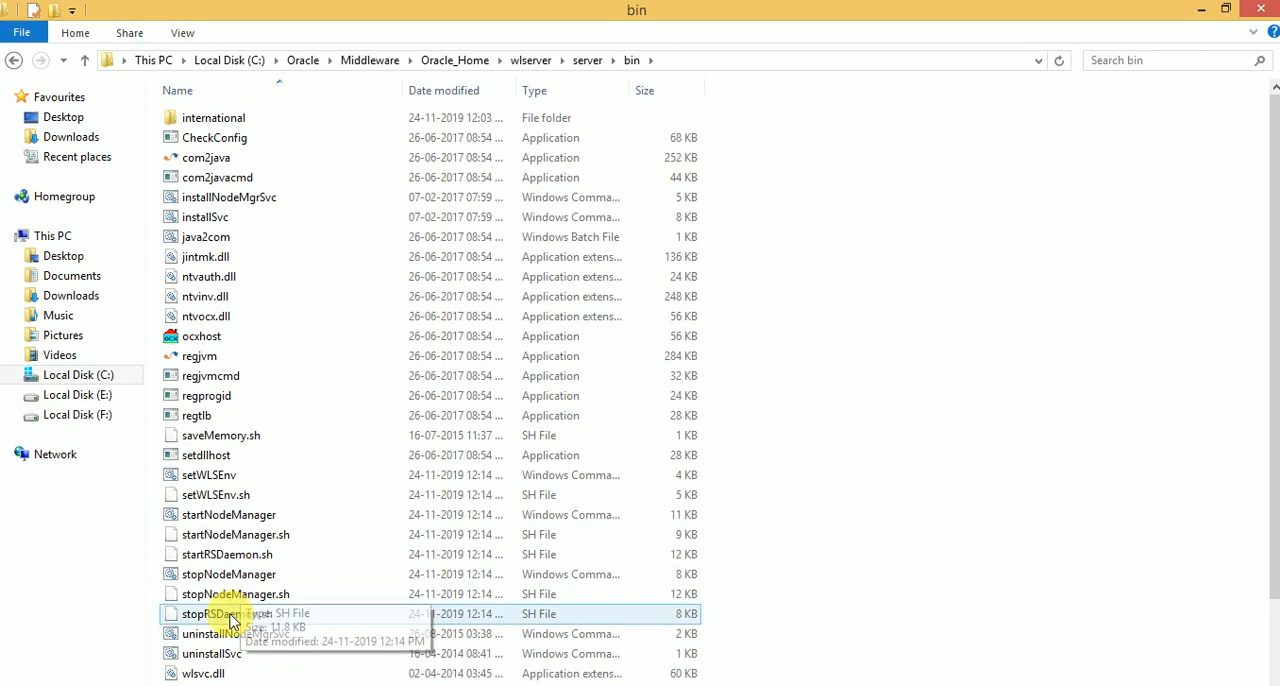 bin
File Home Share View
This PC Local Disk (C:) Oracle Middleware Oracle_Home wlserver server bin
Search bin
Favourites
Desktop
Downloads
Recent places
Homegroup
This PC
Desktop
Documents
Downloads
Music
Pictures
Videos
Local Disk (C:)
Local Disk (E:)
Local Disk (F:)
Network
Name Date modified Type Size
international 24-11-2019 12:03 ... File folder
CheckConfig 26-06-2017 08:54 ... Application 68 KB
com2java 26-06-2017 08:54 ... Application 252 KB
com2javacmd 26-06-2017 08:54 ... Application 44 KB
installNodeMgrSvc 07-02-2017 07:59 ... Windows Comma... 5 KB
installSvc 07-02-2017 07:59 ... Windows Comma... 8 KB
java2com 26-06-2017 08:54 ... Windows Batch File 1 KB
jintmk.dll 26-06-2017 08:54 ... Application extens... 136 KB
ntvauth.dll 26-06-2017 08:54 ... Application extens... 24 KB
ntvinv.dll 26-06-2017 08:54 ... Application extens... 248 KB
ntvocx.dll 26-06-2017 08:54 ... Application extens... 56 KB
ocxhost 26-06-2017 08:54 ... Application 56 KB
regjvm 26-06-2017 08:54 ... Application 284 KB
regjvmcmd 26-06-2017 08:54 ... Application 32 KB
regprogid 26-06-2017 08:54 ... Application 24 KB
regtlb 26-06-2017 08:54 ... Application 28 KB
saveMemory.sh 16-07-2015 11:37 ... SH File 1 KB
setdllhost 26-06-2017 08:54 ... Application 28 KB
setWLSEnv 24-11-2019 12:14 ... Windows Comma... 4 KB
setWLSEnv.sh 24-11-2019 12:14 ... SH File 5 KB
startNodeManager 24-11-2019 12:14 ... Windows Comma... 11 KB
startNodeManager.sh 24-11-2019 12:14 ... SH File 9 KB
startRSDaemon.sh 24-11-2019 12:14 ... SH File 12 KB
stopNodeManager 24-11-2019 12:14 ... Windows Comma... 8 KB
stopNodeManager.sh 24-11-2019 12:14 ... SH File 12 KB
24-11-2019 12:14 ... SH File 8 KB
Type: SH File
Size: 11.8 KB
Date modified: 24-11-2019 12:14 PM
uninstallNodeMgrSvc 26-08-2015 03:38 ... Windows Comma... 2 KB
uninstallSvc 16-04-2014 08:41 ... Windows Comma... 1 KB
wlsvc.dll 02-04-2014 03:45 ... Application extens... 60 KB